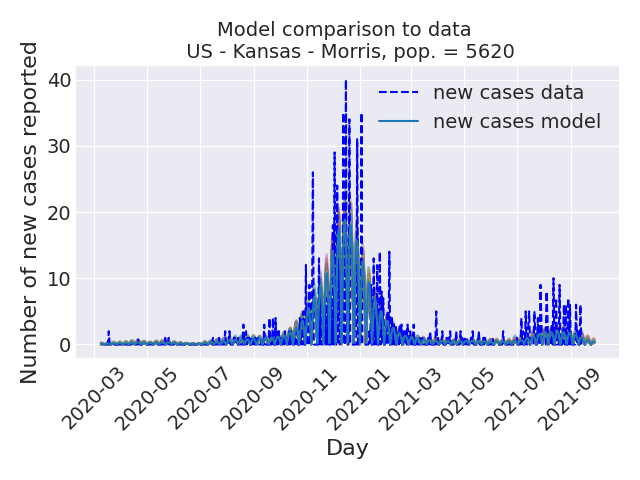 Model comparison to data
US - Kansas - Morris, pop. = 5620
Number of new cases reported
40
30
20
10
0
new cases data
new cases model
2020-03
2020-05
2020-07
2020-09
2020-11
2021-01
2021-03
2021-05
2021-07
2021-09
Day